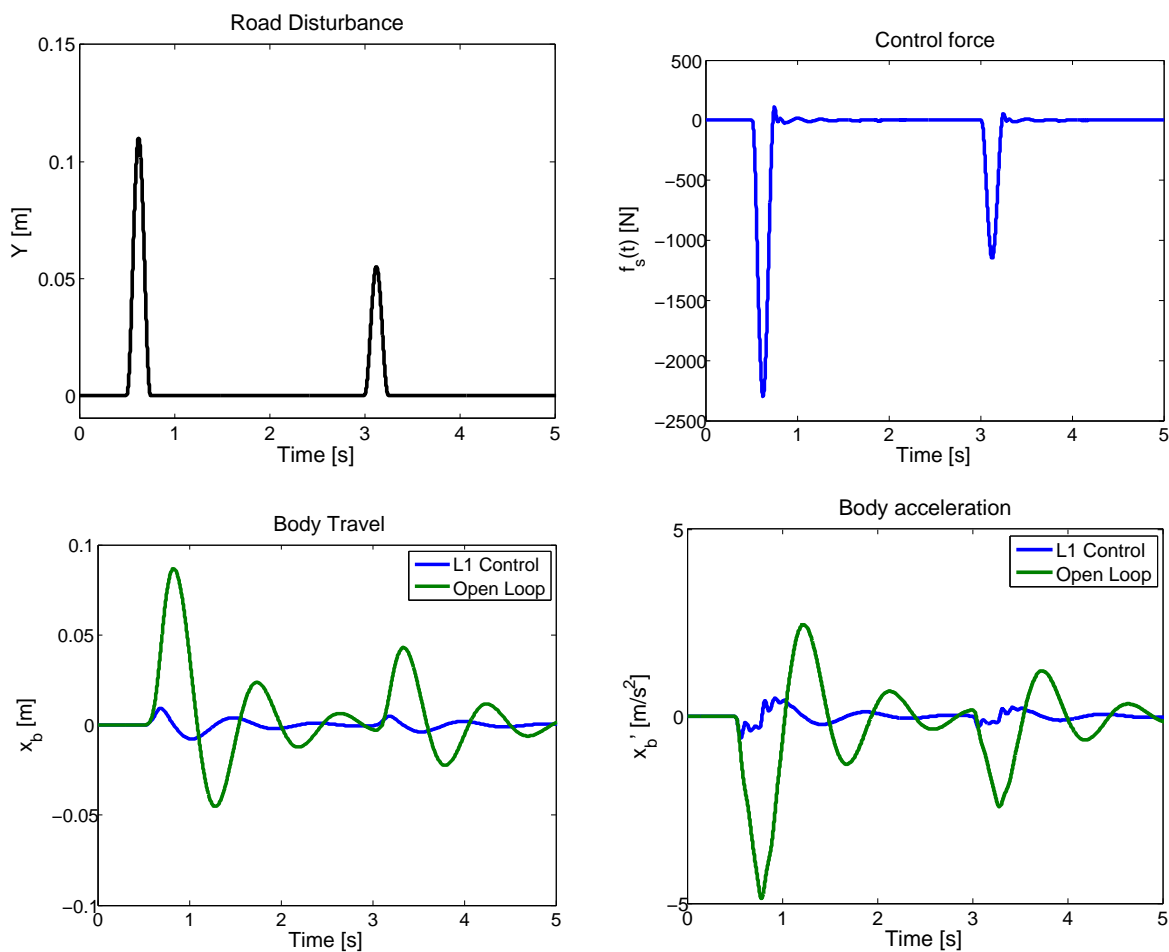 Road Disturbance
0.15
0.1
0.05
0
Y [m]
0 1 2 3 4 5
Time [s]
Control force
500
0
−500
−1000
−1500
−2000
−2500
f_s(t) [N]
0 1 2 3 4 5
Time [s]
Body Travel
0.1
0.05
0
−0.05
−0.1
x_b [m]
L1 Control
Open Loop
0 1 2 3 4 5
Time [s]
Body acceleration
5
0
−5
x_b' [m/s²]
L1 Control
Open Loop
0 1 2 3 4 5
Time [s]